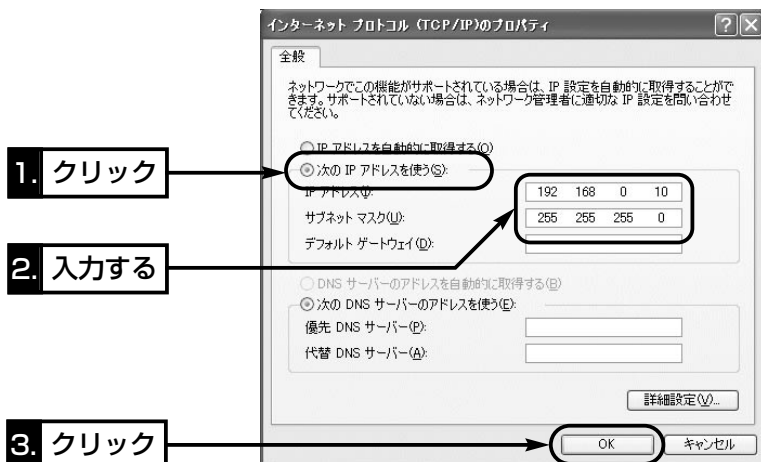 インターネット プロトコル (TCP/IP)のプロパティ
全般
ネットワークでこの機能がサポートされている場合は、IP 設定を自動的に取得することがで
きます。サポートされていない場合は、ネットワーク管理者に適切な IP 設定を問い合わせ
てください。
IP アドレスを自動的に取得する(O)
1. クリック
次の IP アドレスを使う(S):
IP アドレス(I):
192 168 0 10
サブネット マスク(U):
255 255 255 0
デフォルト ゲートウェイ(D):
2. 入力する
DNS サーバーのアドレスを自動的に取得する(B)
次の DNS サーバーのアドレスを使う(E):
優先 DNS サーバー(P):
代替 DNS サーバー(A):
詳細設定(V)...
3. クリック
OK
キャンセル